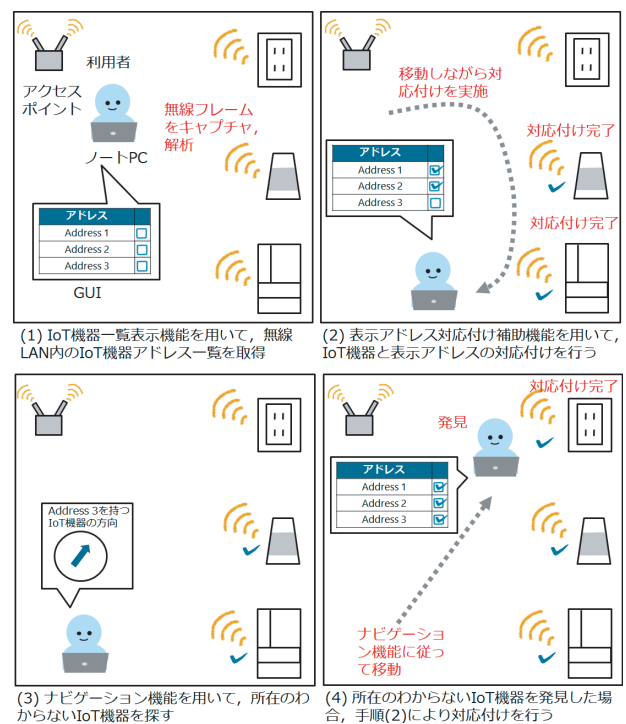 利用者
アクセス
ポイント
無線フレーム
をキャプチャ,
解析
ノートPC
アドレス
Address 1
Address 2
Address 3
GUI
(1) IoT機器一覧表示機能を用いて，無線
LAN内のIoT機器アドレス一覧を取得
移動しながら対
応付けを実施
対応付け完了
アドレス
Address 1
Address 2
Address 3
対応付け完了
(2) 表示アドレス対応付け補助機能を用いて，
IoT機器と表示アドレスの対応付けを行う
Address 3を持つ
IoT機器の方向
(3) ナビゲーション機能を用いて，所在のわ
からないIoT機器を探す
対応付け完了
発見
アドレス
Address 1
Address 2
Address 3
ナビゲーショ
ン機能に従っ
て移動
(4) 所在のわからないIoT機器を発見した場
合，手順(2)により対応付けを行う